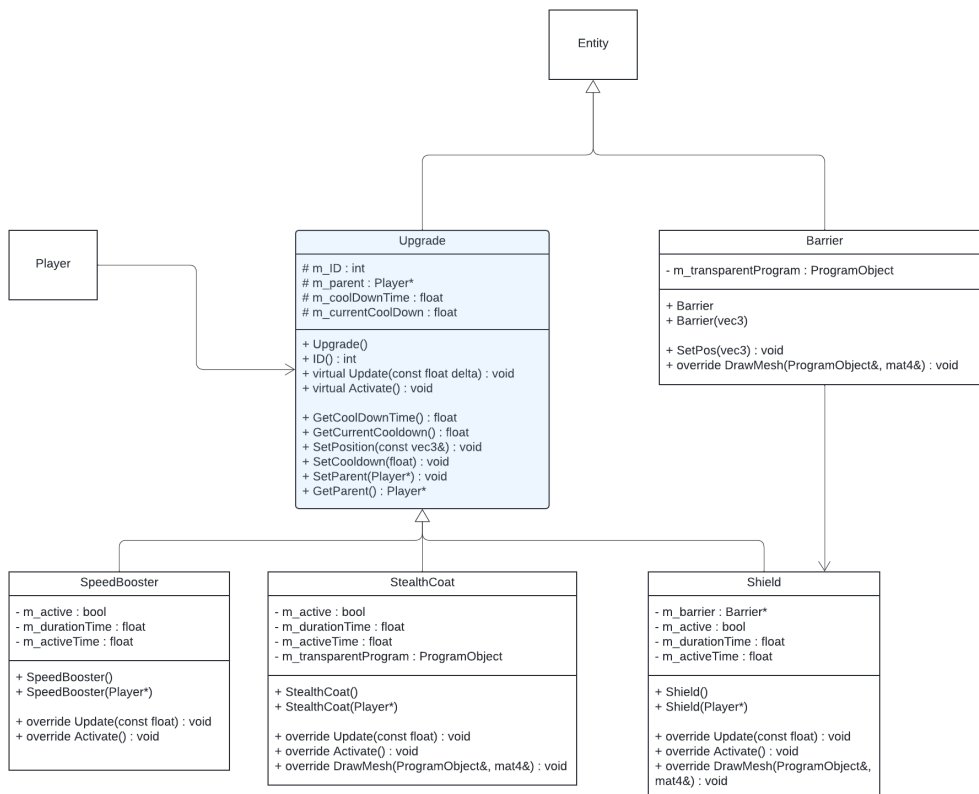 Entity
Player
Upgrade
# m_ID : int
# m_parent : Player*
# m_coolDownTime : float
# m_currentCoolDown : float
+ Upgrade()
+ ID() : int
+ virtual Update(const float delta) : void
+ virtual Activate() : void
+ GetCoolDownTime() : float
+ GetCurrentCooldown() : float
+ SetPosition(const vec3&) : void
+ SetCooldown(float) : void
+ SetParent(Player*) : void
+ GetParent() : Player*
Barrier
- m_transparentProgram : ProgramObject
+ Barrier
+ Barrier(vec3)
+ SetPos(vec3) : void
+ override DrawMesh(ProgramObject&, mat4&) : void
SpeedBooster
- m_active : bool
- m_durationTime : float
- m_activeTime : float
+ SpeedBooster()
+ SpeedBooster(Player*)
+ override Update(const float) : void
+ override Activate() : void
StealthCoat
- m_active : bool
- m_durationTime : float
- m_activeTime : float
- m_transparentProgram : ProgramObject
+ StealthCoat()
+ StealthCoat(Player*)
+ override Update(const float) : void
+ override Activate() : void
+ override DrawMesh(ProgramObject&, mat4&) : void
Shield
- m_barrier : Barrier*
- m_active : bool
- m_durationTime : float
- m_activeTime : float
+ Shield()
+ Shield(Player*)
+ override Update(const float) : void
+ override Activate() : void
+ override DrawMesh(ProgramObject&,
mat4&) : void